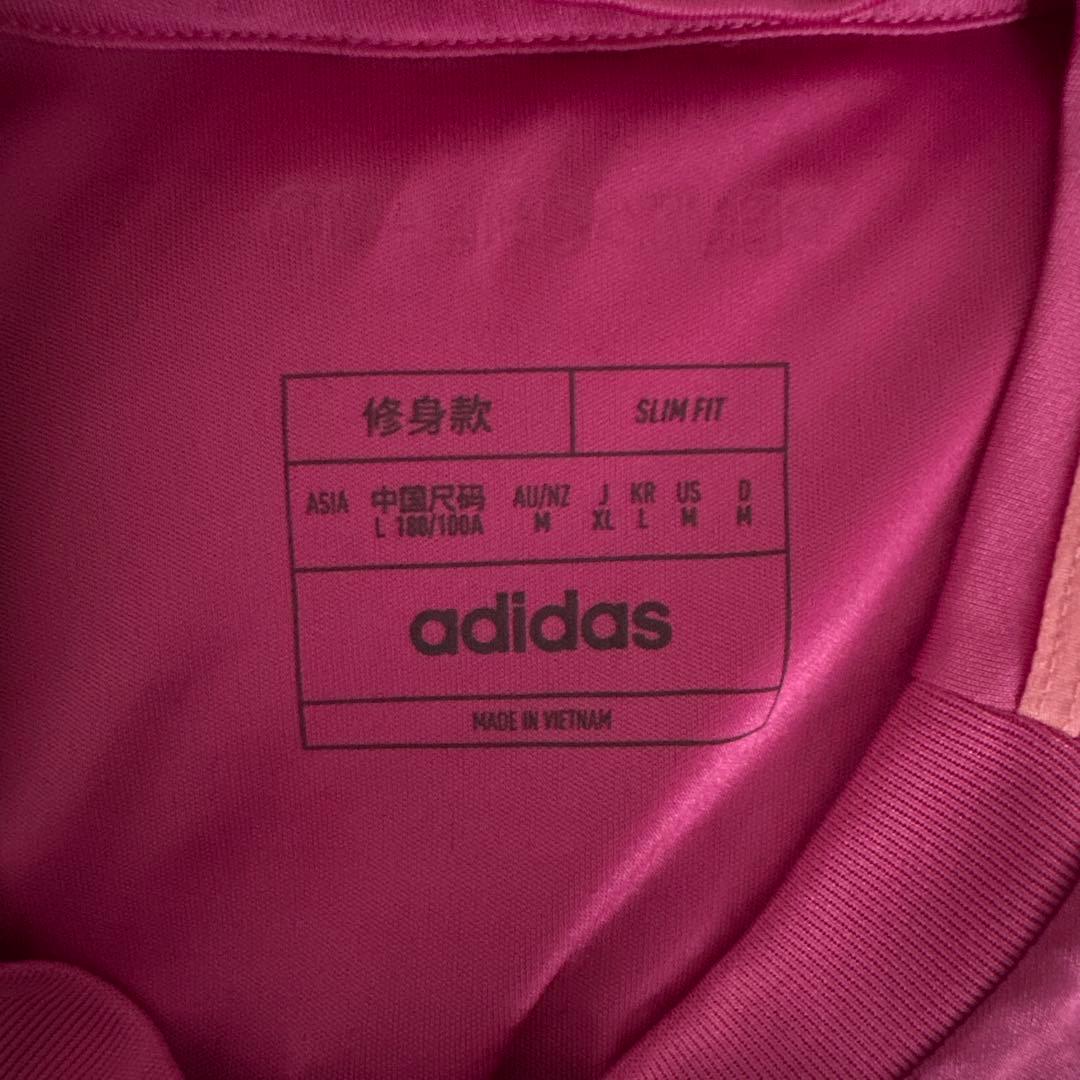 修身款 SLIM FIT
ASIA 中国尺码 AU/NZ J KR US D
L 180/100A M XL L M M
adidas
MADE IN VIETNAM